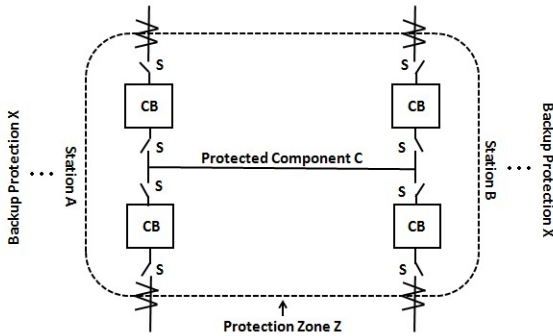 S
S
CB
CB
S
S
Protected Component C
Backup Protection X
Station A
Station B
Backup Protection X
S
S
CB
CB
S
S
Protection Zone Z